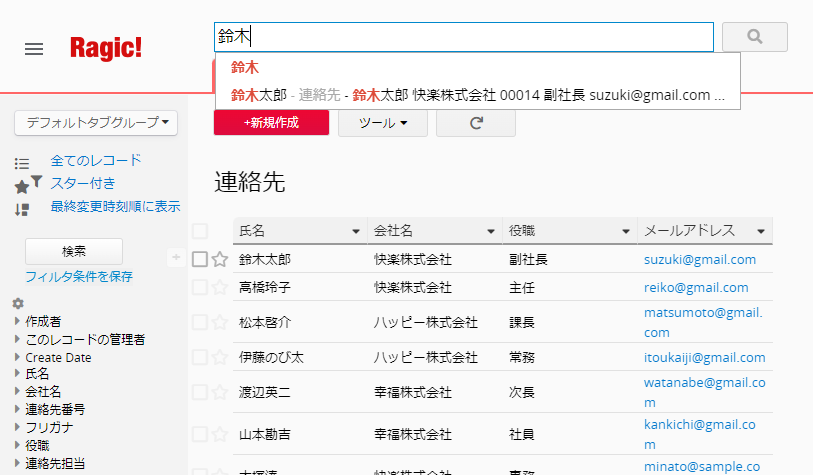 Ragic!
鈴木
鈴木
鈴木太郎 - 連絡先 - 鈴木太郎 快楽株式会社 00014 副社長 suzuki@gmail.com ...
デフォルトタブグループ
+新規作成
ツール
全てのレコード
スター付き
最終変更時刻順に表示
検索
フィルタ条件を保存
作成者
このレコードの管理者
Create Date
氏名
会社名
連絡先番号
フリガナ
役職
連絡先担当
連絡先
氏名 会社名 役職 メールアドレス
鈴木太郎 快楽株式会社 副社長 suzuki@gmail.com
高橋玲子 快楽株式会社 主任 reiko@gmail.com
松本啓介 ハッピー株式会社 課長 matsumoto@gmail.
com
伊藤のび太 ハッピー株式会社 常務 itoukaiji@gmail.com
渡辺英二 幸福株式会社 次長 watanabe@gmail.co
m
山本勘吉 幸福株式会社 社員 kankichi@gmail.co
m
minato@sample.co